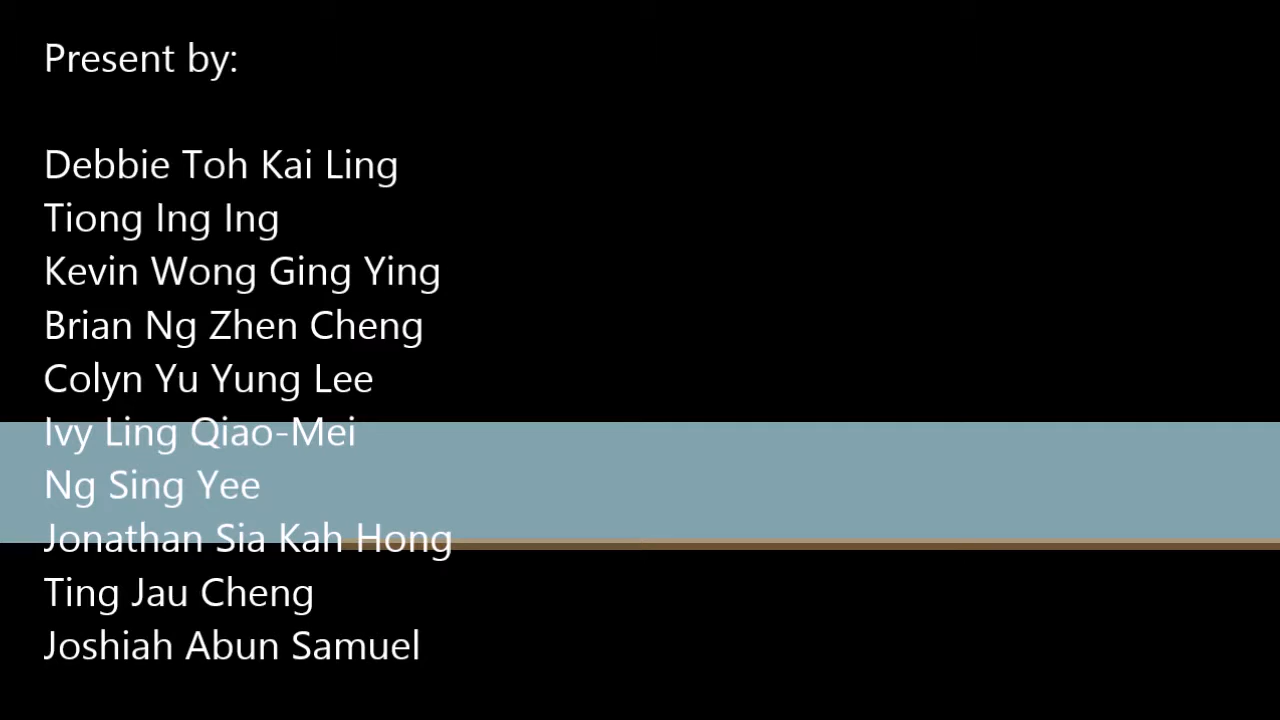 Present by:
Debbie Toh Kai Ling
Tiong Ing Ing
Kevin Wong Ging Ying
Brian Ng Zhen Cheng
Colyn Yu Yung Lee
Ivy Ling Qiao-Mei
Ng Sing Yee
Jonathan Sia Kah Hong
Ting Jau Cheng
Joshiah Abun Samuel